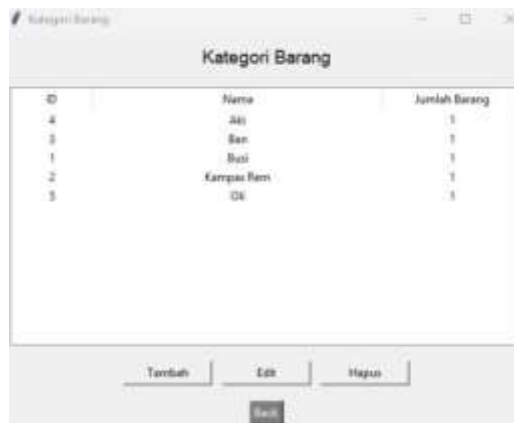 Kategori Barang
Kategori Barang
ID Nama Jumlah Barang
4 Aki 1
3 Ban 1
1 Busi 1
2 Kampas Rem 1
5 Oli 1
Tambah Edit Hapus
Back